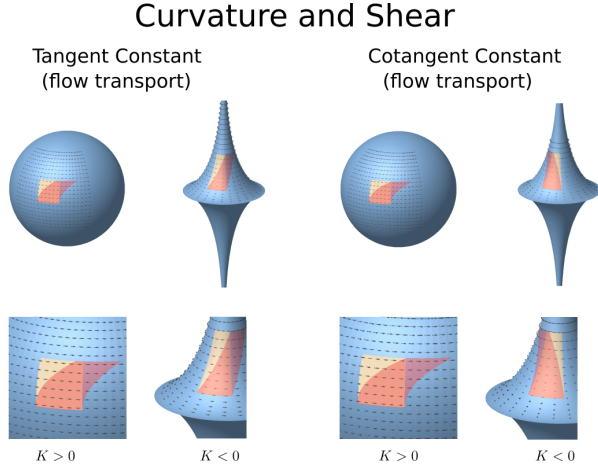 Curvature and Shear
Tangent Constant
(flow transport)
Cotangent Constant
(flow transport)
K > 0
K < 0
K > 0
K < 0